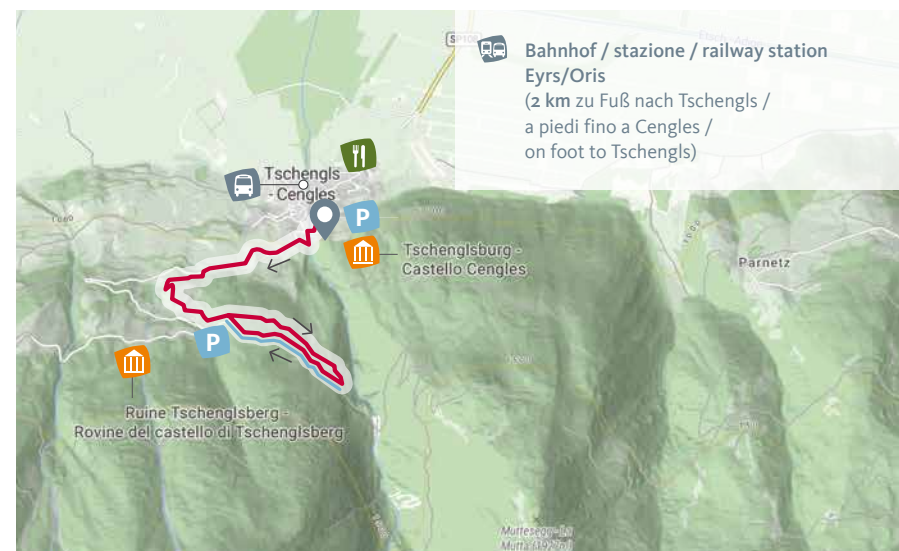 Bahnhof / stazione / railway station
Eyrs/Oris
(2 km zu Fuß nach Tschengls /
a piedi fino a Cengles /
on foot to Tschengls)
Tschengls
- Cengles
P
Tschenglsburg -
Castello Cengles
Parnetz
P
Ruine Tschenglsberg -
Rovine del castello di Tschenglsberg